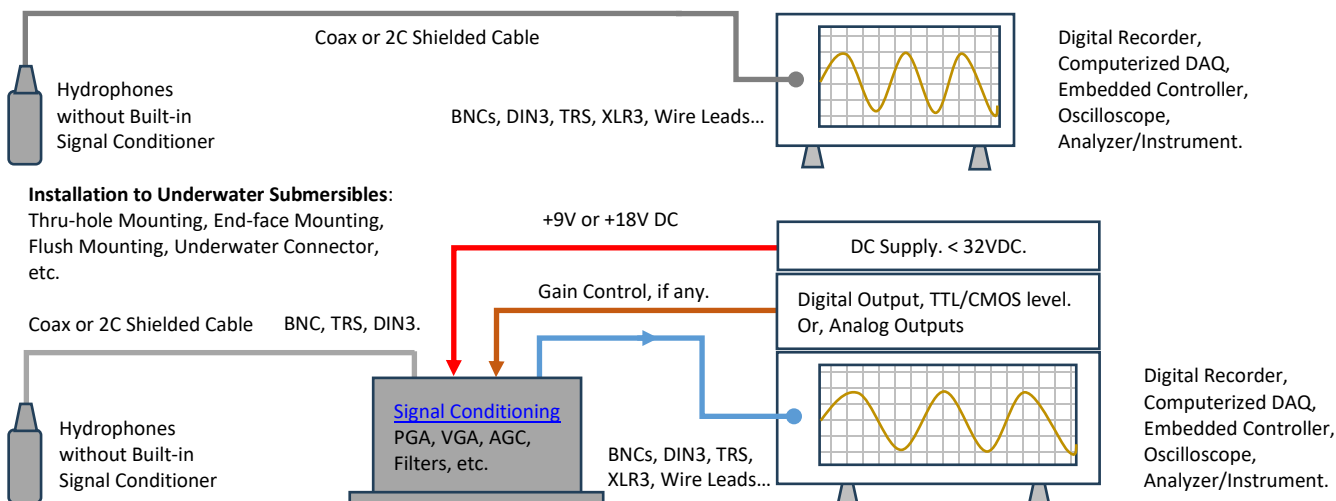 Coax or 2C Shielded Cable
Hydrophones
without Built-in
Signal Conditioner
BNCs, DIN3, TRS, XLR3, Wire Leads…
Digital Recorder,
Computerized DAQ,
Embedded Controller,
Oscilloscope,
Analyzer/Instrument.
Installation to Underwater Submersibles:
Thru-hole Mounting, End-face Mounting,
Flush Mounting, Underwater Connector,
etc.
+9V or +18V DC
DC Supply. < 32VDC.
Gain Control, if any.
Digital Output, TTL/CMOS level.
Or, Analog Outputs
Coax or 2C Shielded Cable
BNC, TRS, DIN3.
Hydrophones
without Built-in
Signal Conditioner
Signal Conditioning
PGA, VGA, AGC,
Filters, etc.
BNCs, DIN3, TRS,
XLR3, Wire Leads…
Digital Recorder,
Computerized DAQ,
Embedded Controller,
Oscilloscope,
Analyzer/Instrument.